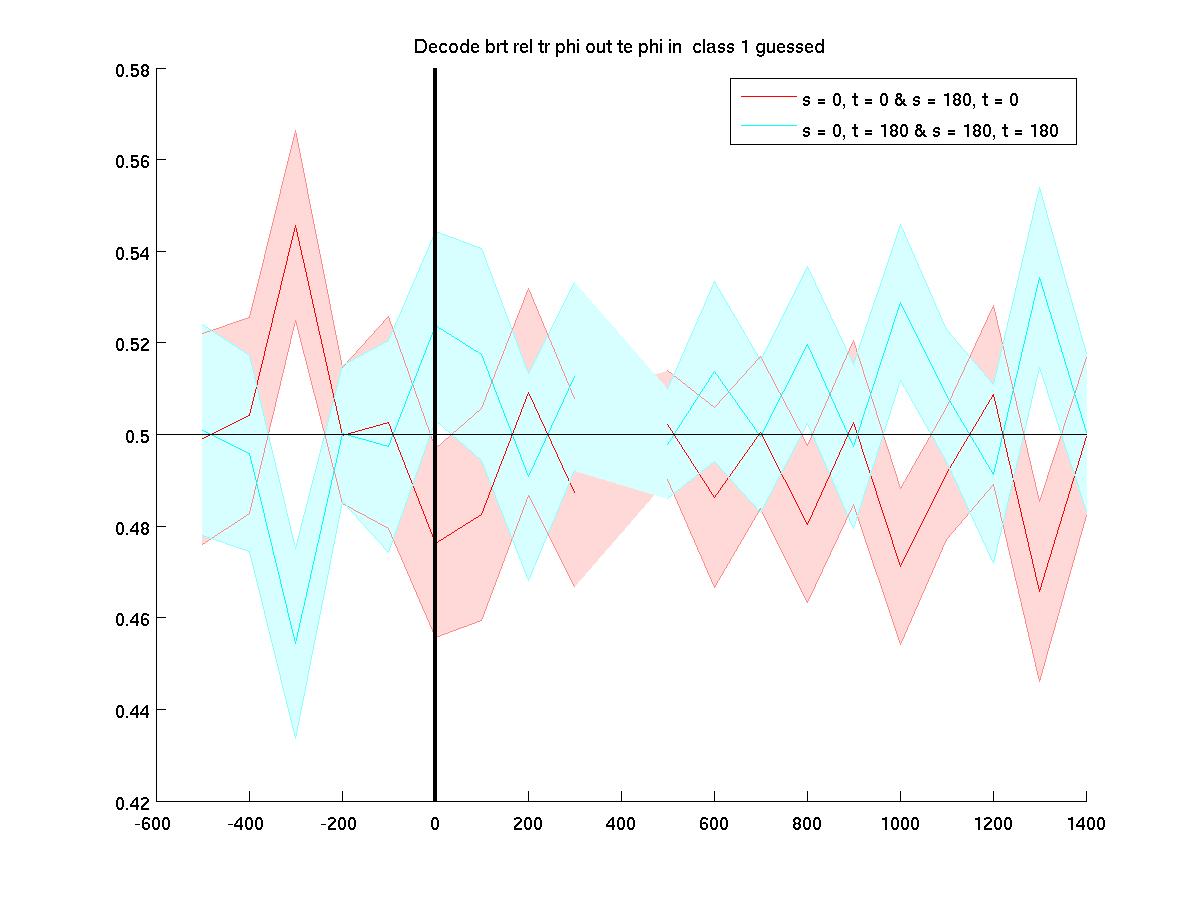 Decode brt rel tr phi out te phi in  class 1 guessed
s = 0, t = 0 & s = 180, t = 0
s = 0, t = 180 & s = 180, t = 180
0.58
0.56
0.54
0.52
0.5
0.48
0.46
0.44
0.42
-600 -400 -200 0 200 400 600 800 1000 1200 1400